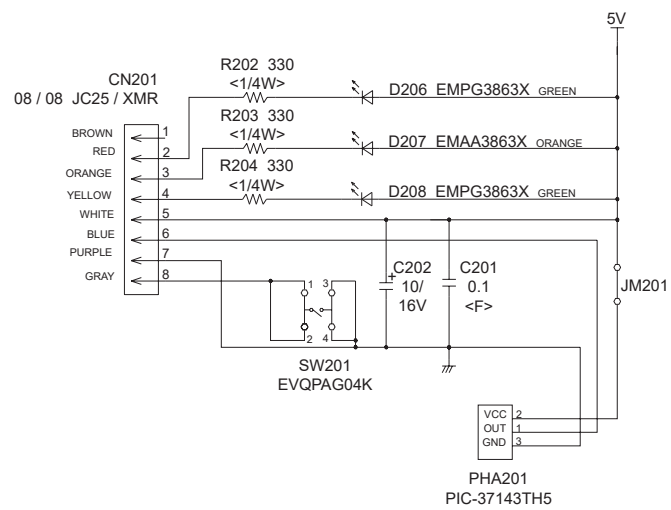 5V
CN201
08 / 08 JC25 / XMR
R202 330
<1/4W>
D206 EMPG3863X GREEN
R203 330
<1/4W>
D207 EMAA3863X ORANGE
R204 330
<1/4W>
D208 EMPG3863X GREEN
BROWN 1
RED 2
ORANGE 3
YELLOW 4
WHITE 5
BLUE 6
PURPLE 7
GRAY 8
1 3
2 4
SW201
EVQPAG04K
+
C202
10/
16V
C201
0.1
<F>
JM201
VCC 2
OUT 1
GND 3
PHA201
PIC-37143TH5